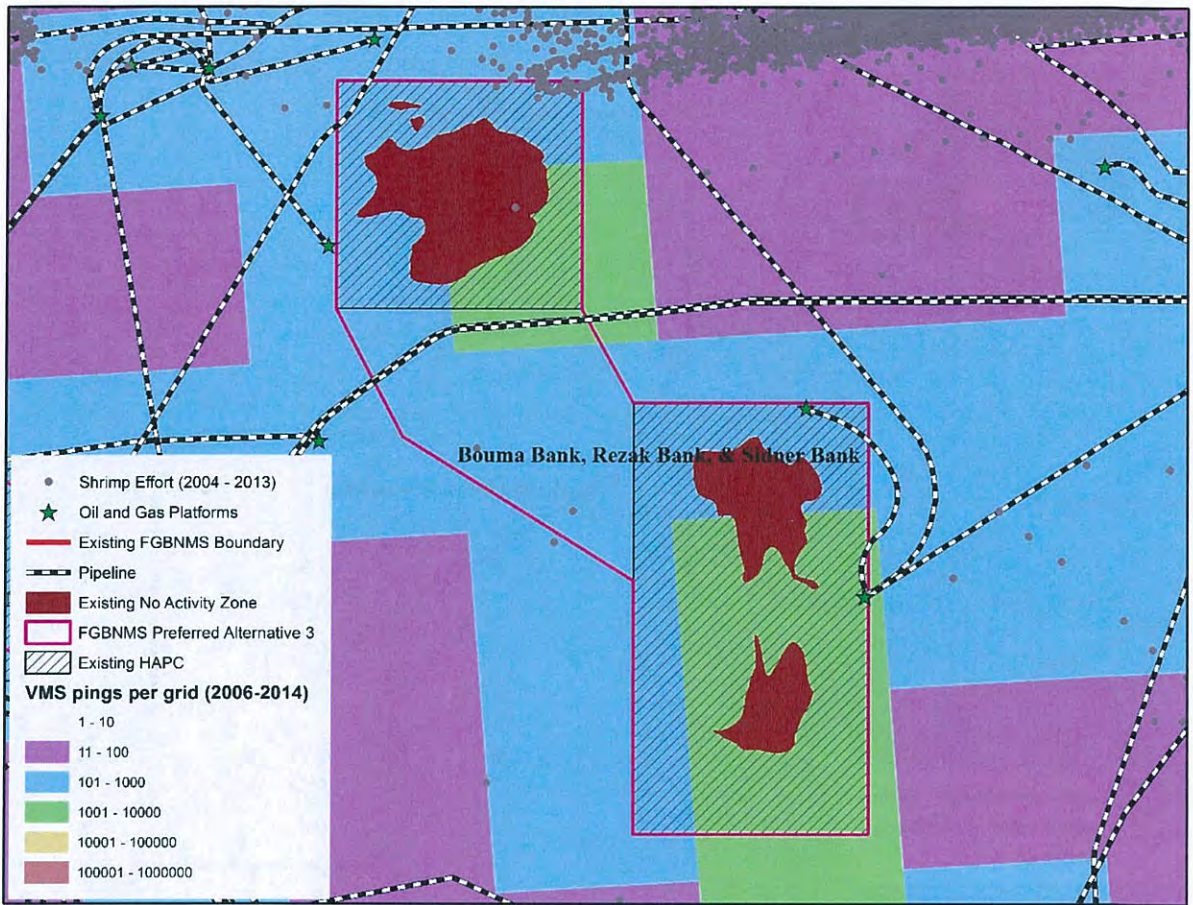 Bouma Bank, Rezak Bank, & Sidner Bank
Shrimp Effort (2004 - 2013)
Oil and Gas Platforms
Existing FGBNMS Boundary
Pipeline
Existing No Activity Zone
FGBNMS Preferred Alternative 3
Existing HAPC
VMS pings per grid (2006-2014)
1 - 10
11 - 100
101 - 1000
1001 - 10000
10001 - 100000
100001 - 1000000